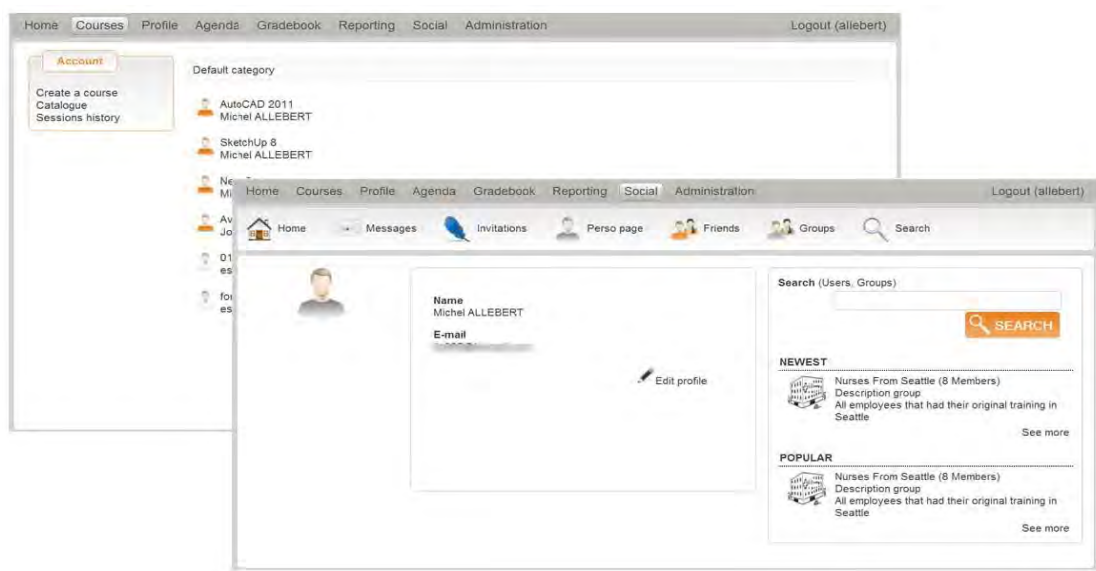 Home Courses Profile Agenda Gradebook Reporting Social Administration Logout (allebert)
Account
Create a course
Catalogue
Sessions history
Default category
AutoCAD 2011
Michel ALLEBERT
SketchUp 8
Michel ALLEBERT
Home Courses Profile Agenda Gradebook Reporting Social Administration Logout (allebert)
Home Messages Invitations Perso page Friends Groups Search
Name
Michel ALLEBERT
E-mail
Edit profile
Search (Users, Groups)
SEARCH
NEWEST
Nurses From Seattle (8 Members)
Description group
All employees that had their original training in
Seattle
See more
POPULAR
Nurses From Seattle (8 Members)
Description group
All employees that had their original training in
Seattle
See more